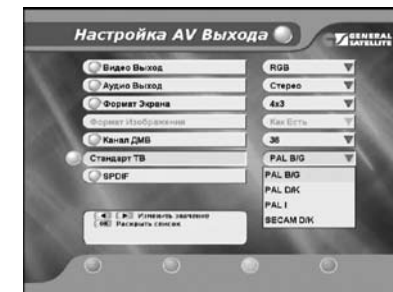 Настройка AV Выхода
GENERAL
SATELLITE
Видео Выход RGB
Аудио Выход Стерео
Формат Экрана 4x3
Формат Изображения Как Есть
Канал ДМВ 36
Стандарт ТВ PAL B/G
SPDIF PAL B/G
PAL D/K
PAL I
SECAM D/K
Изменить значение
OK Раскрыть список